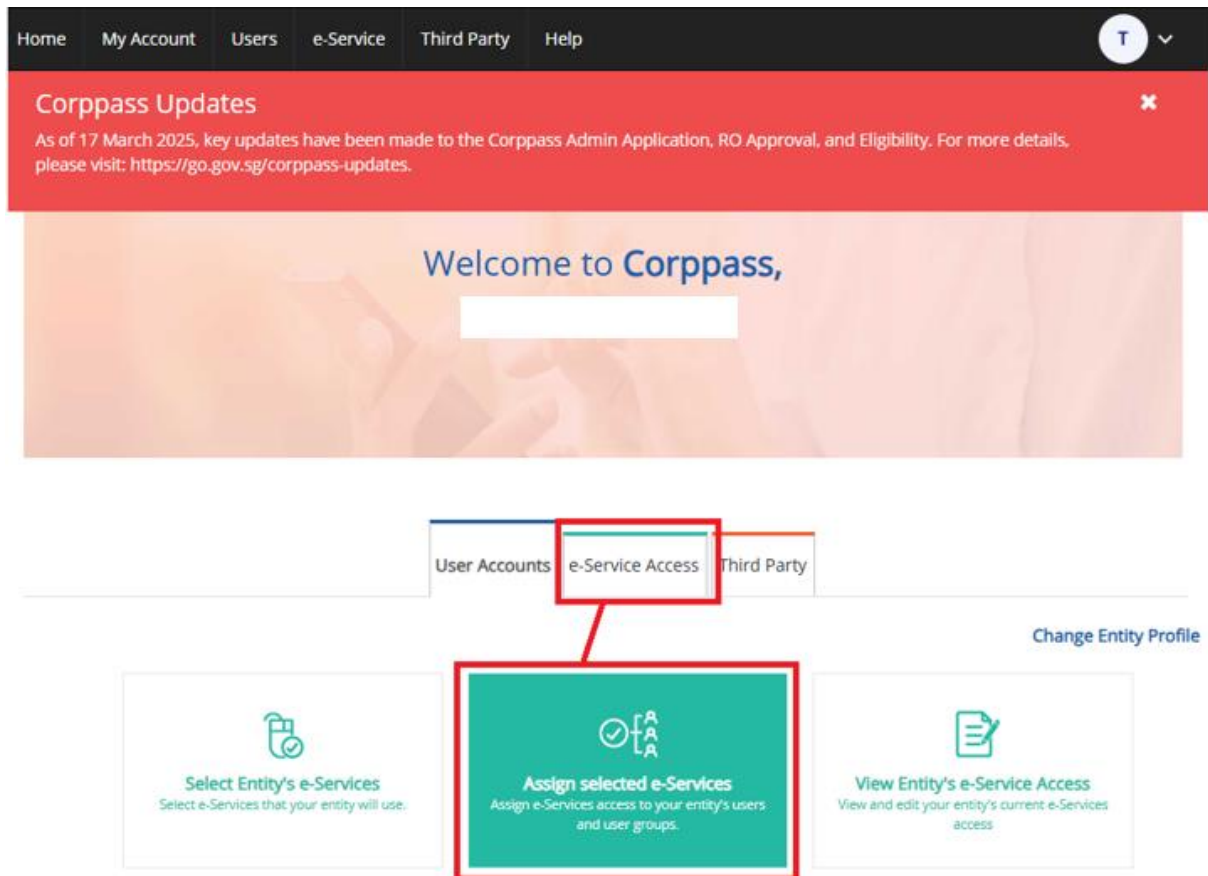 Home My Account Users e-Service Third Party Help T
Corppass Updates
As of 17 March 2025, key updates have been made to the Corppass Admin Application, RO Approval, and Eligibility. For more details,
please visit: https://go.gov.sg/corppass-updates.
Welcome to Corppass,
User Accounts e-Service Access Third Party
Change Entity Profile
Select Entity's e-Services
Select e-Services that your entity will use.
Assign selected e-Services
Assign e-Services access to your entity's users
and user groups.
View Entity's e-Service Access
View and edit your entity's current e-Services
access